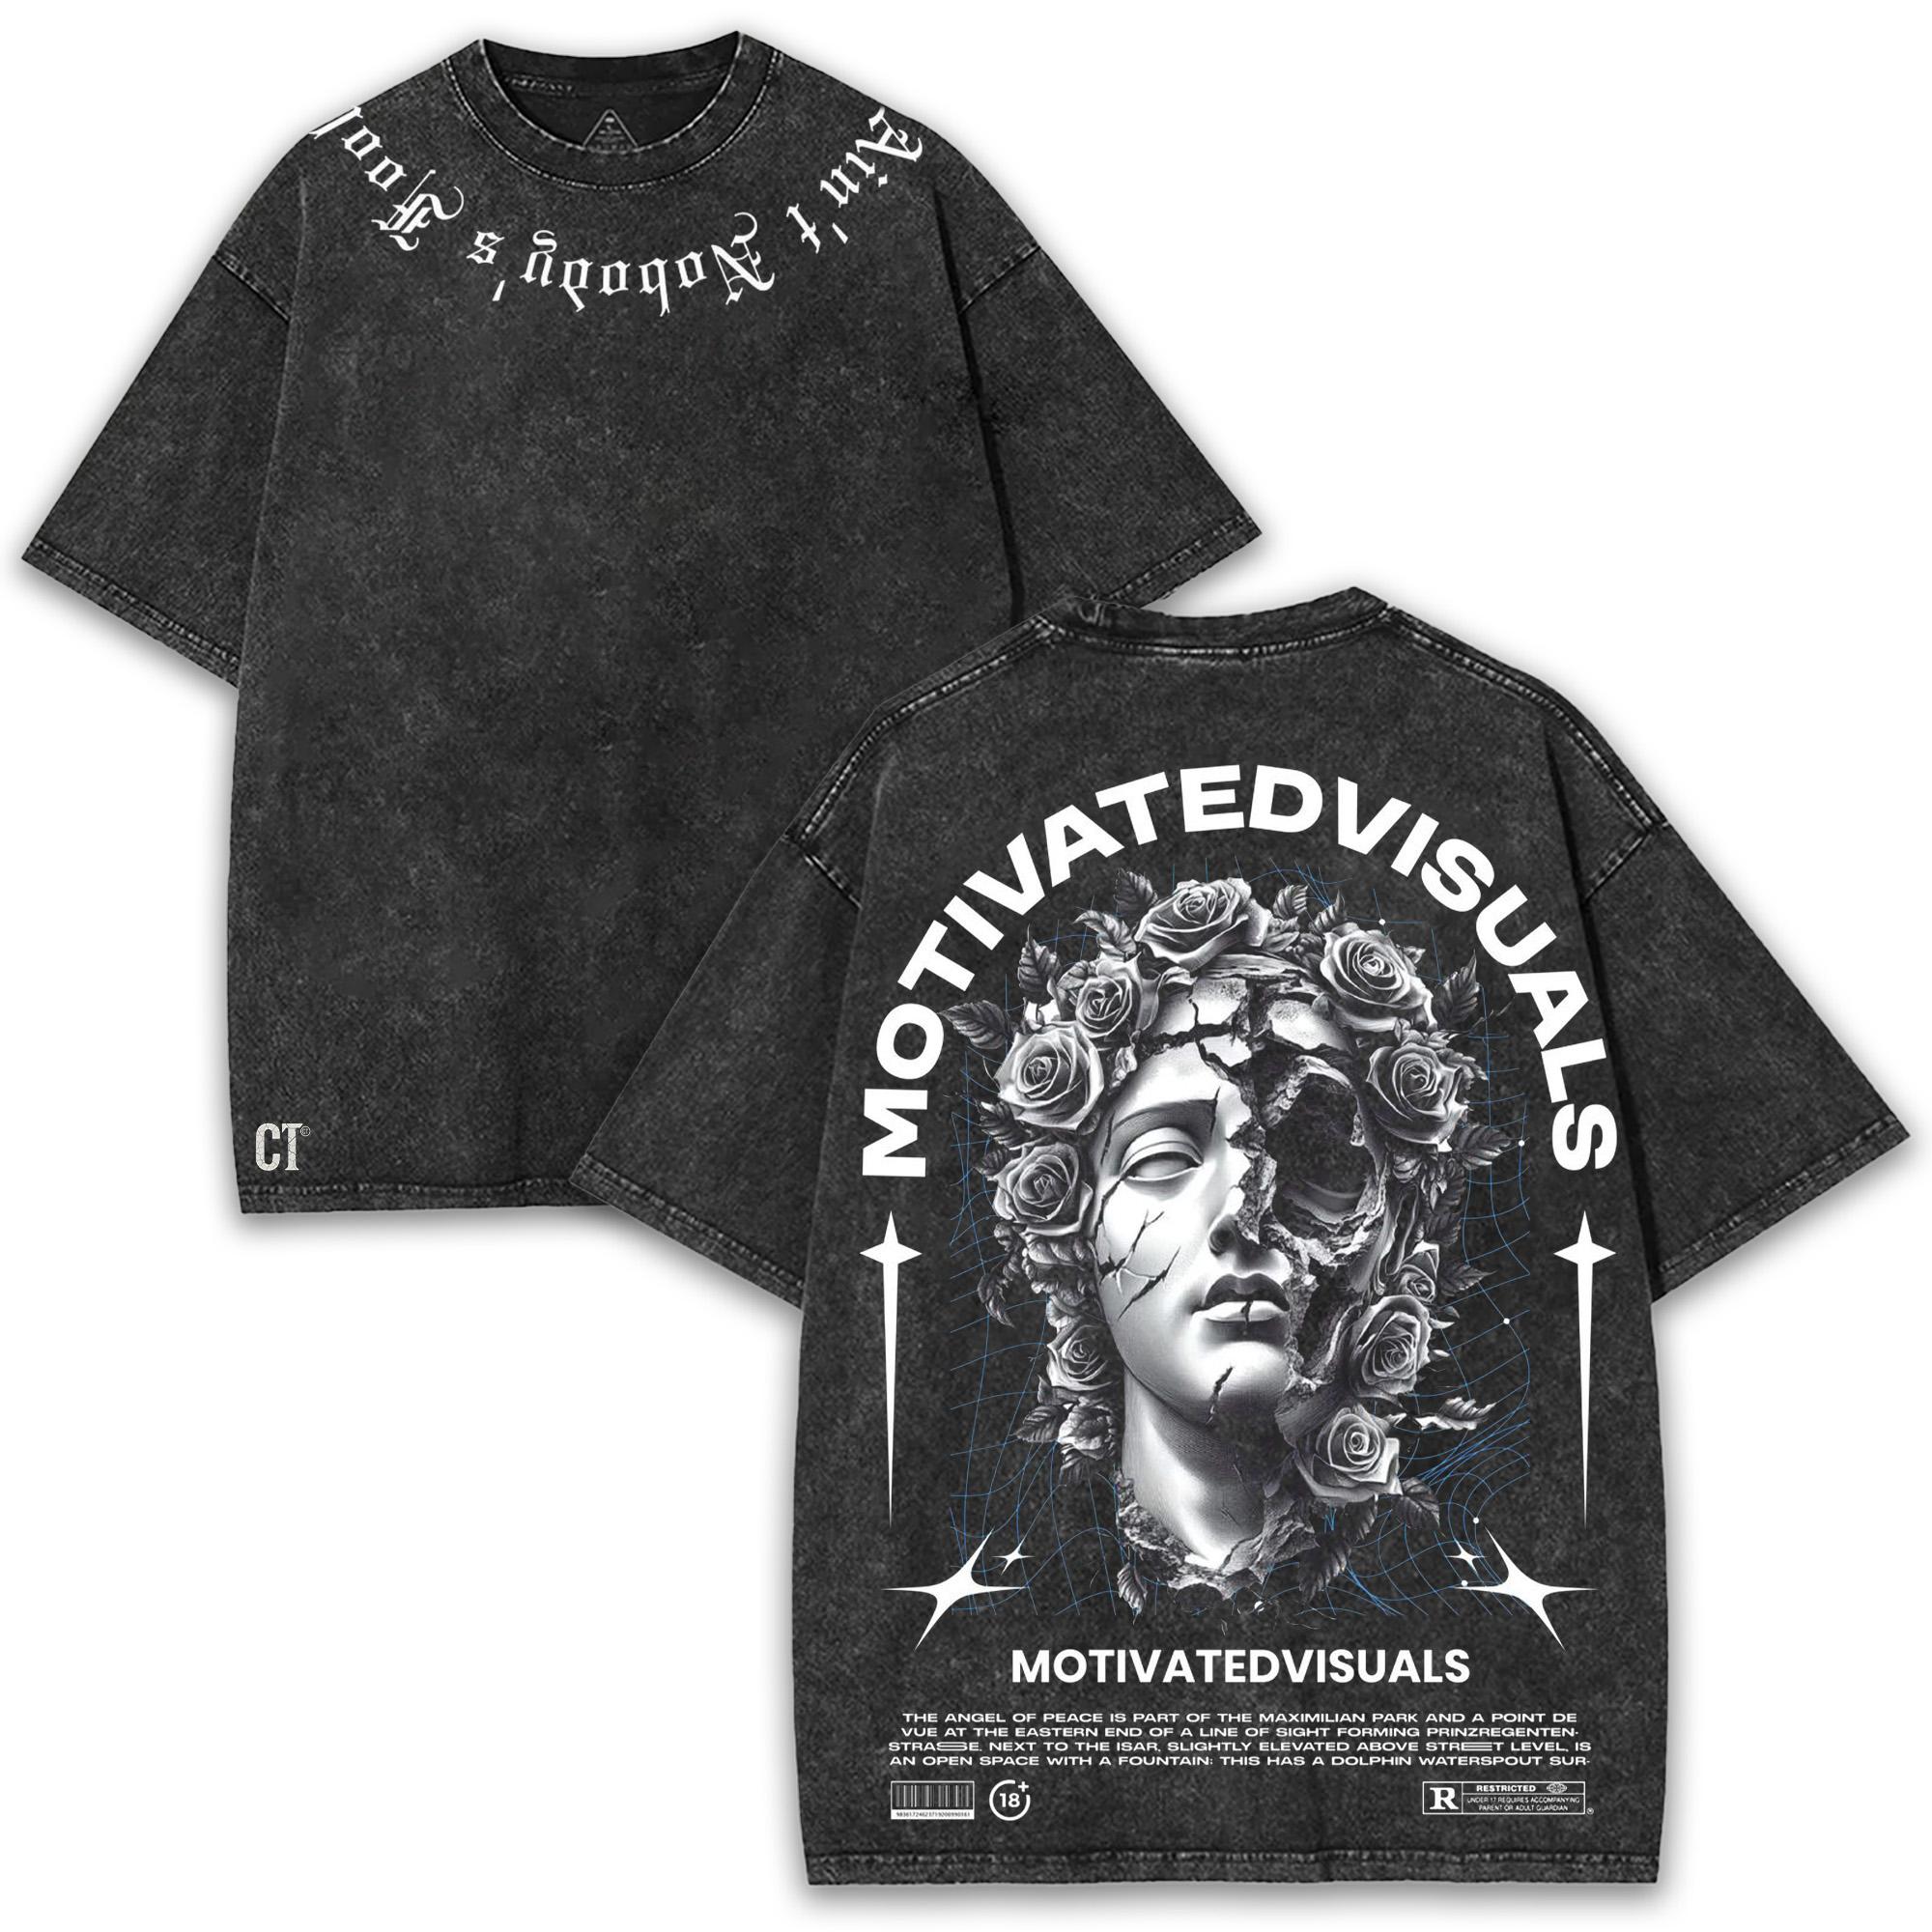 Ain't Nobody's Fool
CT
MOTIVATEDVISUALS
MOTIVATEDVISUALS
THE ANGEL OF PEACE IS PART OF THE MAXIMILIAN PARK AND A POINT DE
VUE AT THE EASTERN END OF A LINE OF SIGHT FORMING PRINZREGENTEN-
STRASSE. NEXT TO THE ISAR, SLIGHTLY ELEVATED ABOVE STREET LEVEL, IS
AN OPEN SPACE WITH A FOUNTAIN: THIS HAS A DOLPHIN WATERSPOUT SUR-
18+
R RESTRICTED
UNDER 17 REQUIRES ACCOMPANYING
PARENT OR ADULT GUARDIAN